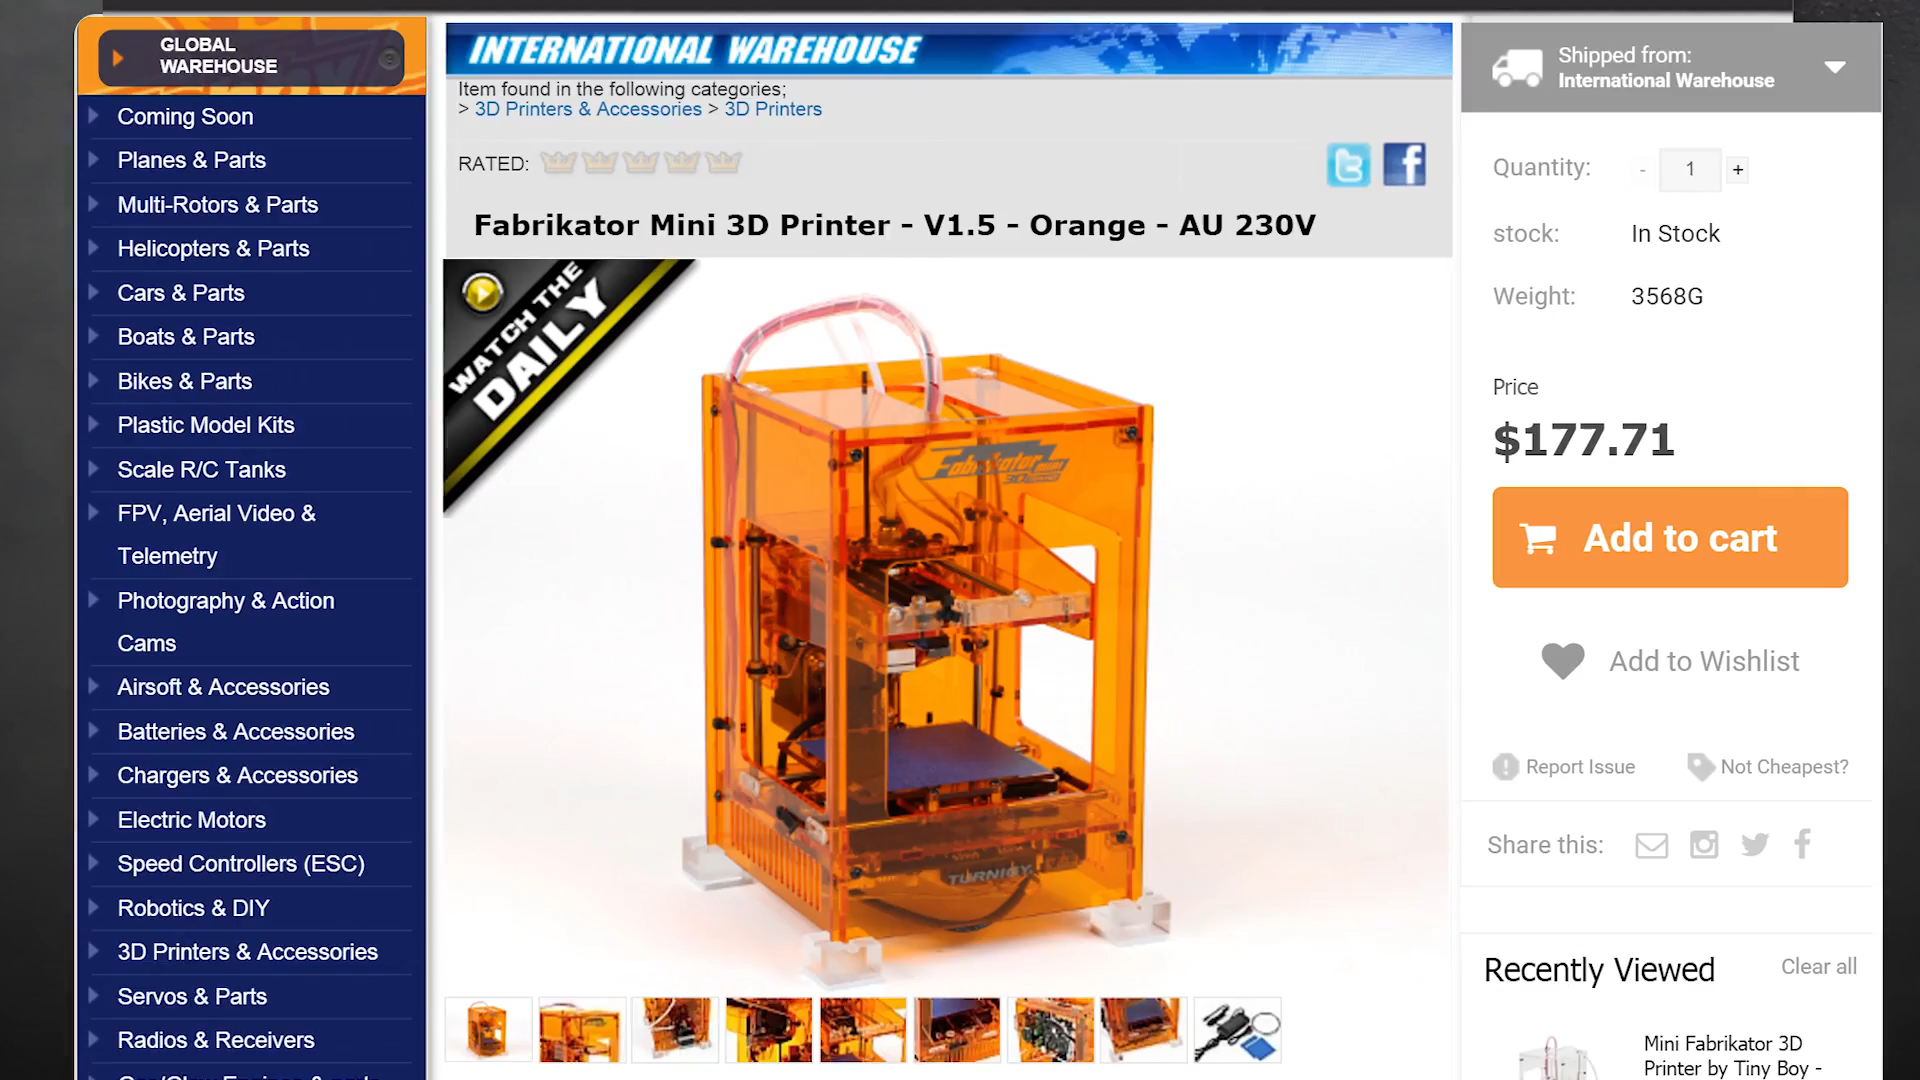 GLOBAL
WAREHOUSE
Coming Soon
Planes & Parts
Multi-Rotors & Parts
Helicopters & Parts
Cars & Parts
Boats & Parts
Bikes & Parts
Plastic Model Kits
Scale R/C Tanks
FPV, Aerial Video &
Telemetry
Photography & Action
Cams
Airsoft & Accessories
Batteries & Accessories
Chargers & Accessories
Electric Motors
Speed Controllers (ESC)
Robotics & DIY
3D Printers & Accessories
Servos & Parts
Radios & Receivers
INTERNATIONAL WAREHOUSE
Item found in the following categories;
> 3D Printers & Accessories > 3D Printers
RATED:
Fabrikator Mini 3D Printer - V1.5 - Orange - AU 230V
WATCH THE
DAILY
Fabrikator mini
TURNIGY
Shipped from:
International Warehouse
Quantity: - 1 +
stock: In Stock
Weight: 3568G
Price
$177.71
Add to cart
Add to Wishlist
Report Issue Not Cheapest?
Share this:
Recently Viewed Clear all
Mini Fabrikator 3D
Printer by Tiny Boy -